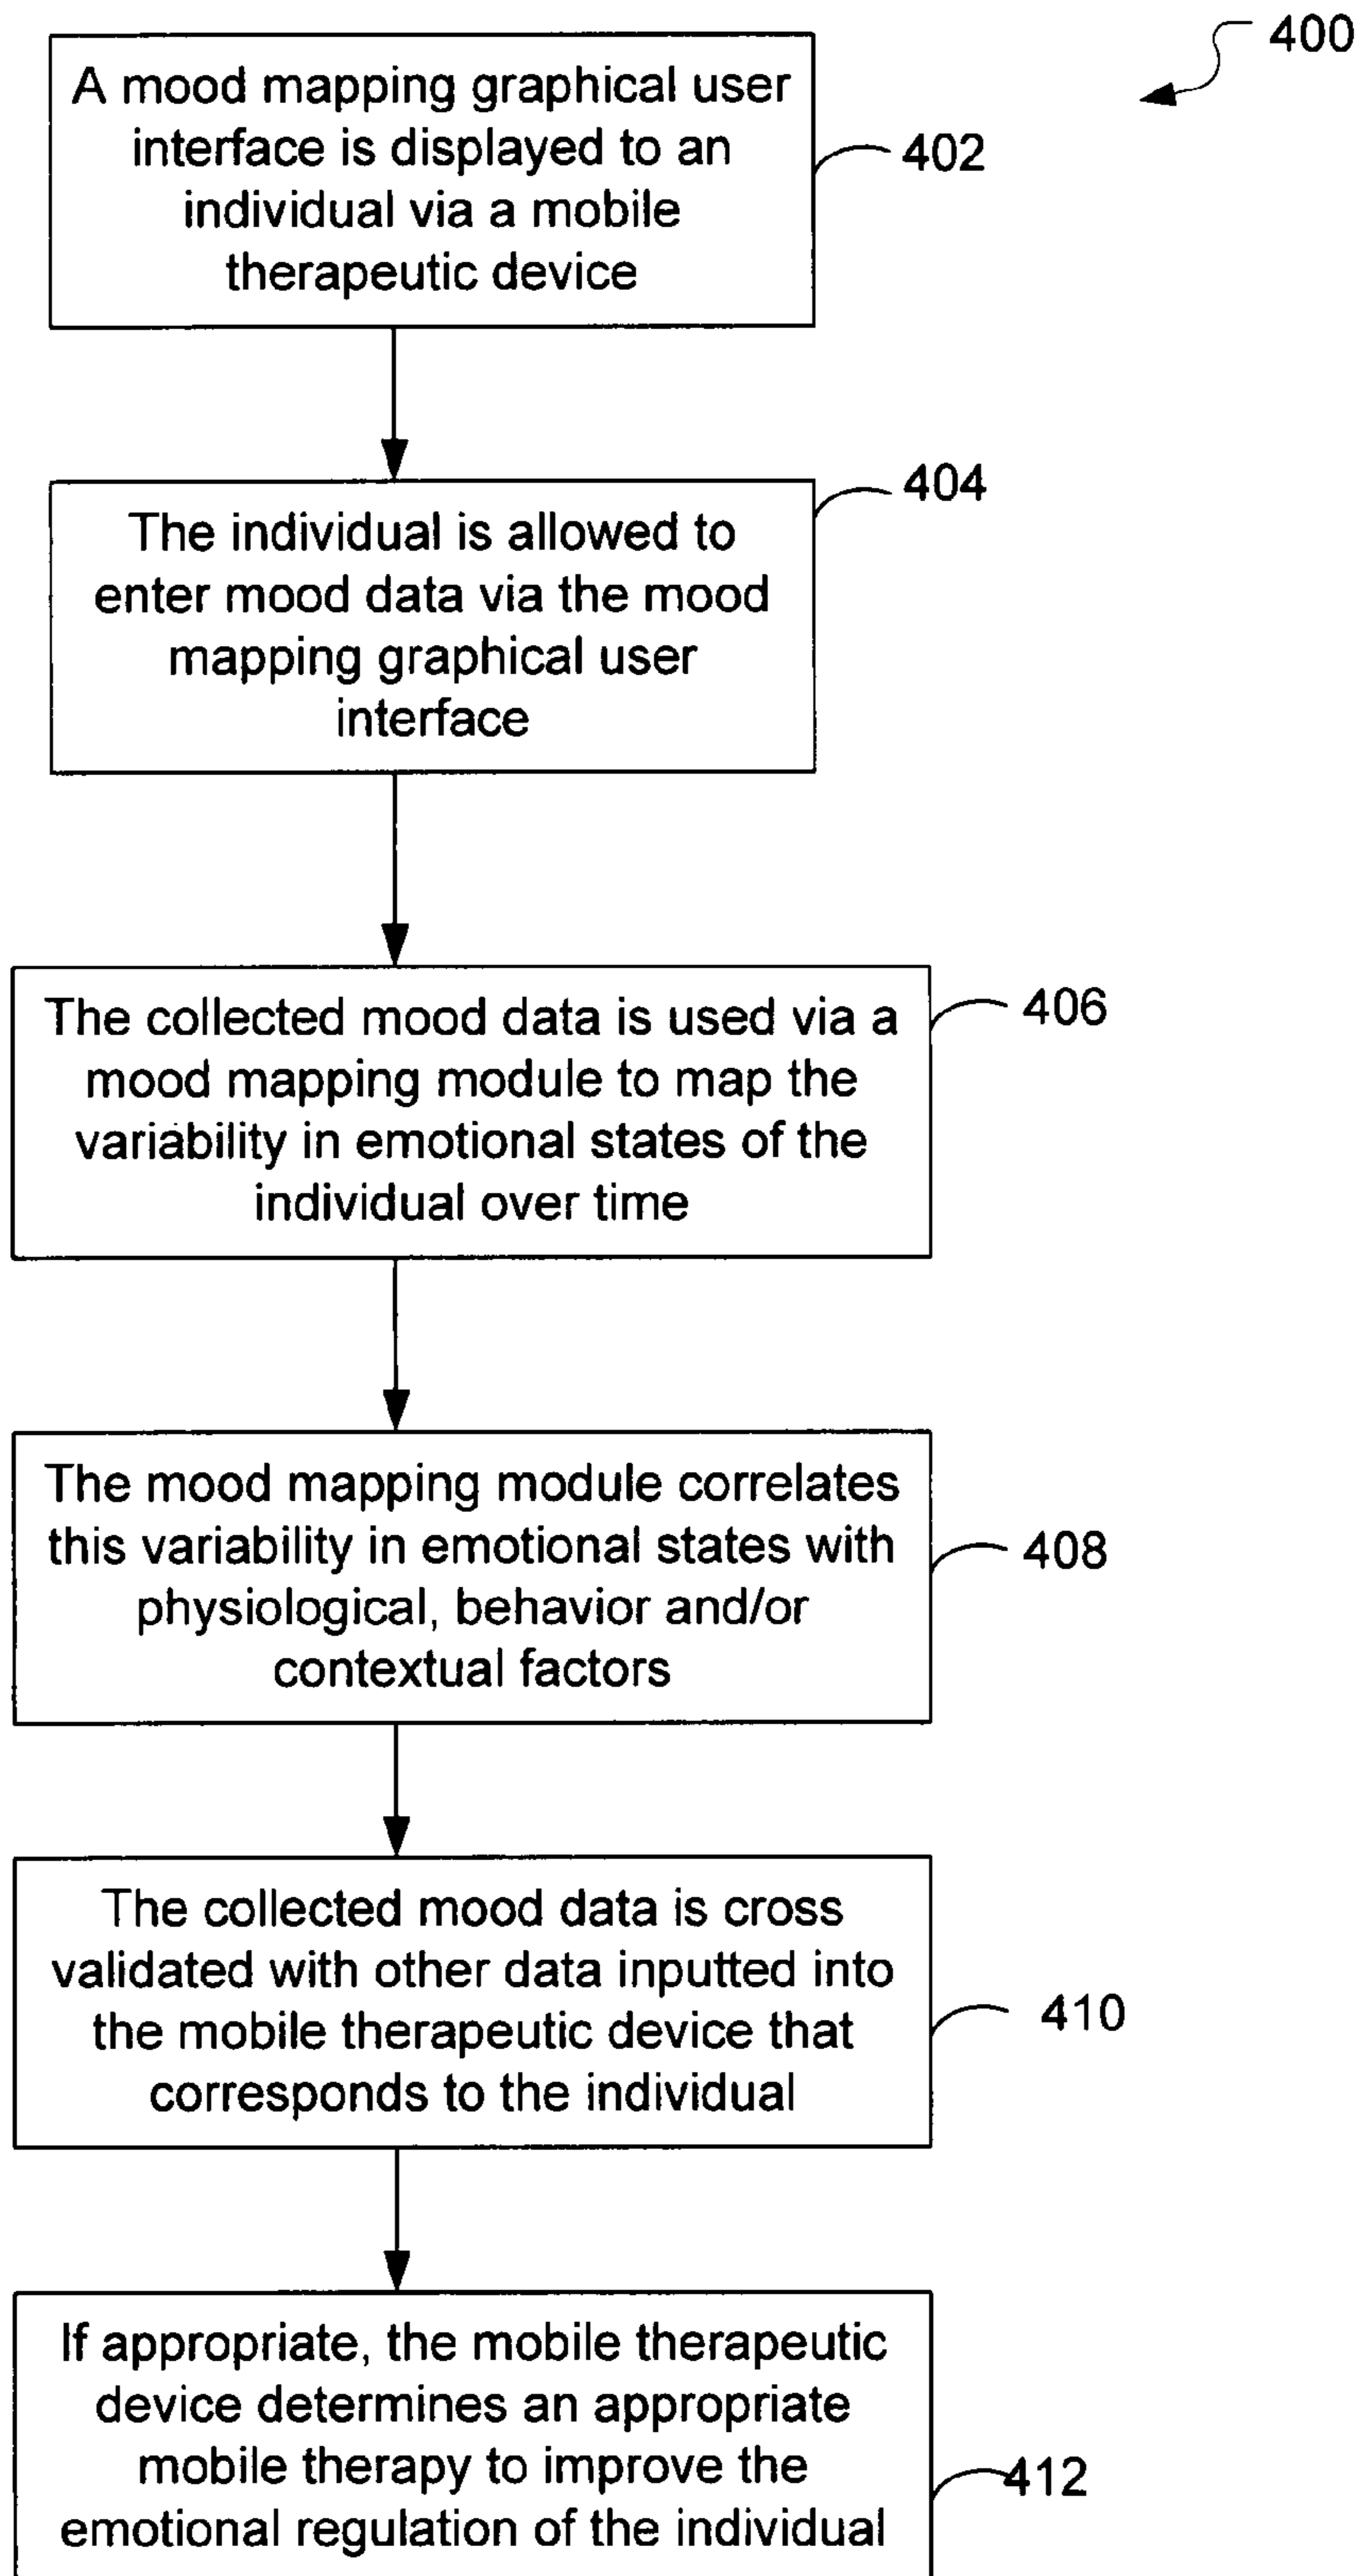 400
A mood mapping graphical user
interface is displayed to an
individual via a mobile
therapeutic device
402
The individual is allowed to
enter mood data via the mood
mapping graphical user
interface
404
The collected mood data is used via a
mood mapping module to map the
variability in emotional states of the
individual over time
406
The mood mapping module correlates
this variability in emotional states with
physiological, behavior and/or
contextual factors
408
The collected mood data is cross
validated with other data inputted into
the mobile therapeutic device that
corresponds to the individual
410
If appropriate, the mobile therapeutic
device determines an appropriate
mobile therapy to improve the
emotional regulation of the individual
412